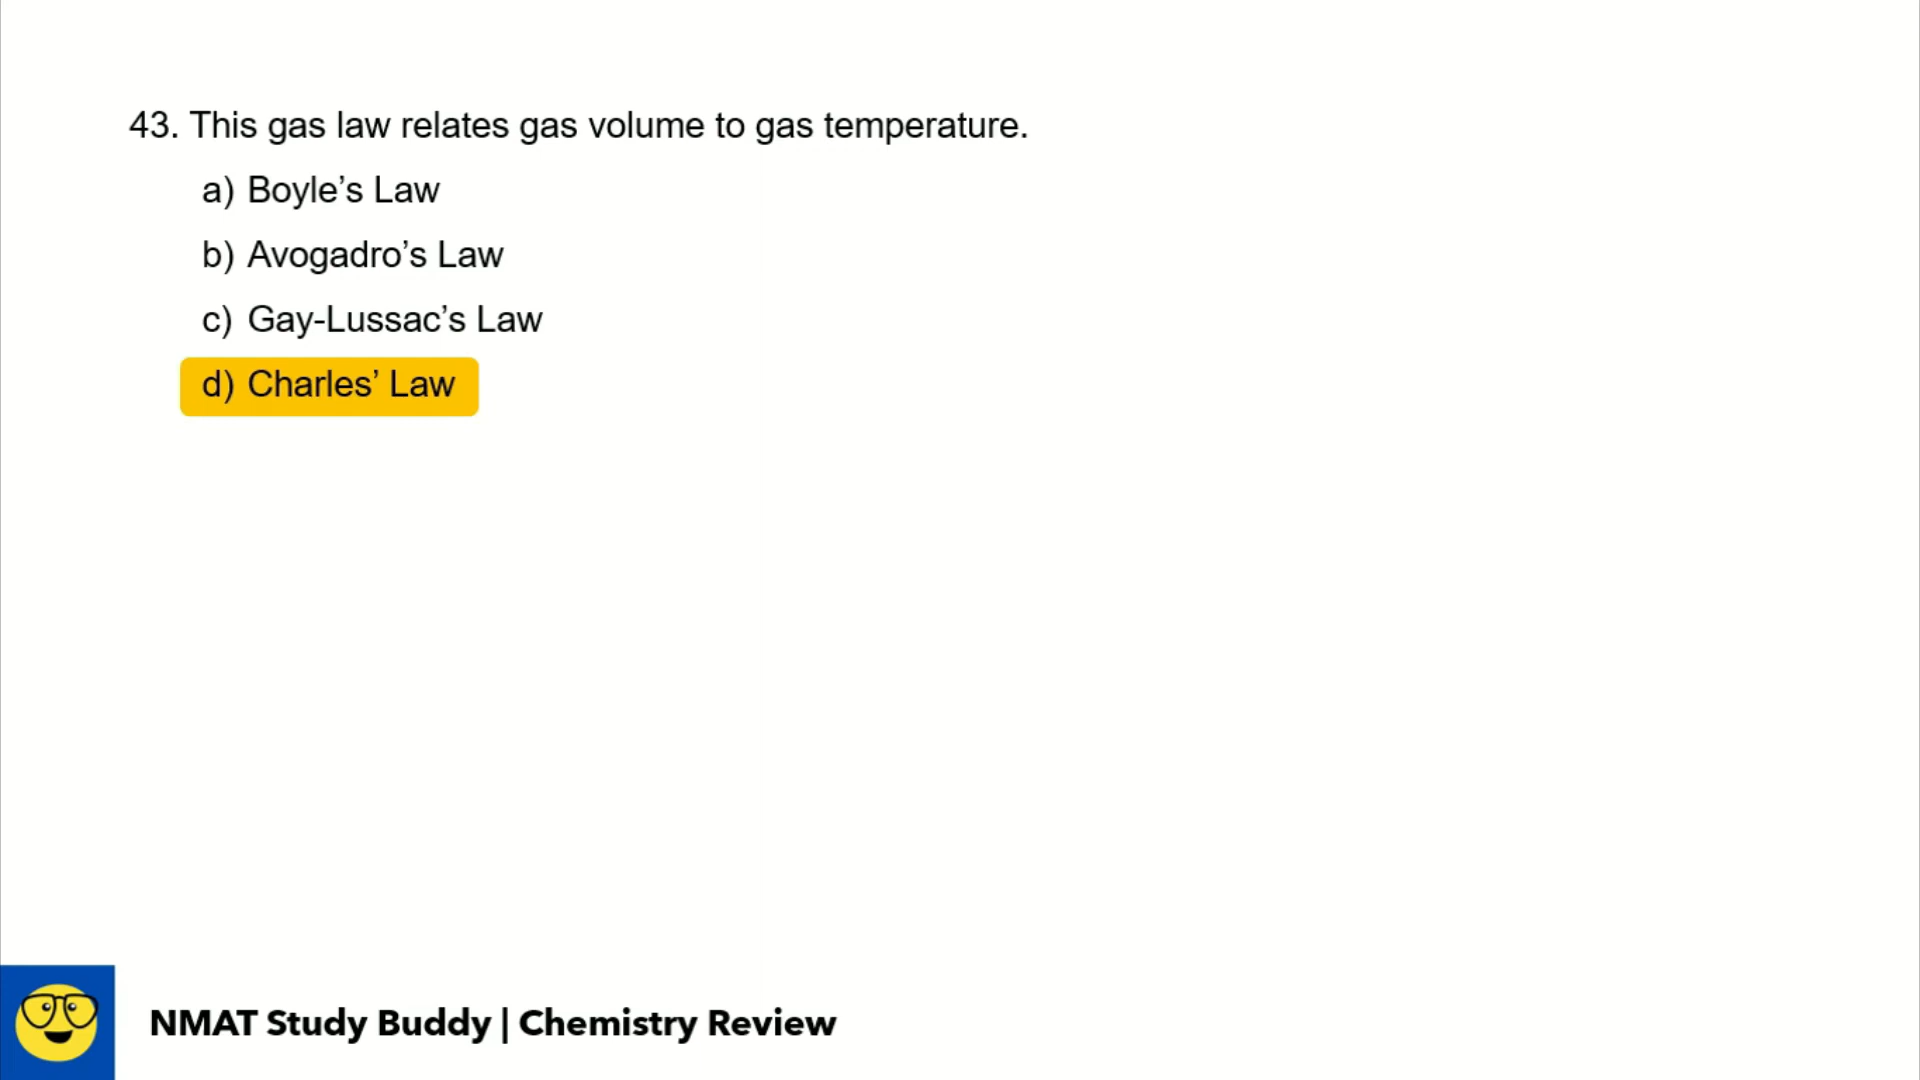 43. This gas law relates gas volume to gas temperature.
a) Boyle’s Law
b) Avogadro’s Law
c) Gay-Lussac’s Law
d) Charles’ Law
NMAT Study Buddy | Chemistry Review